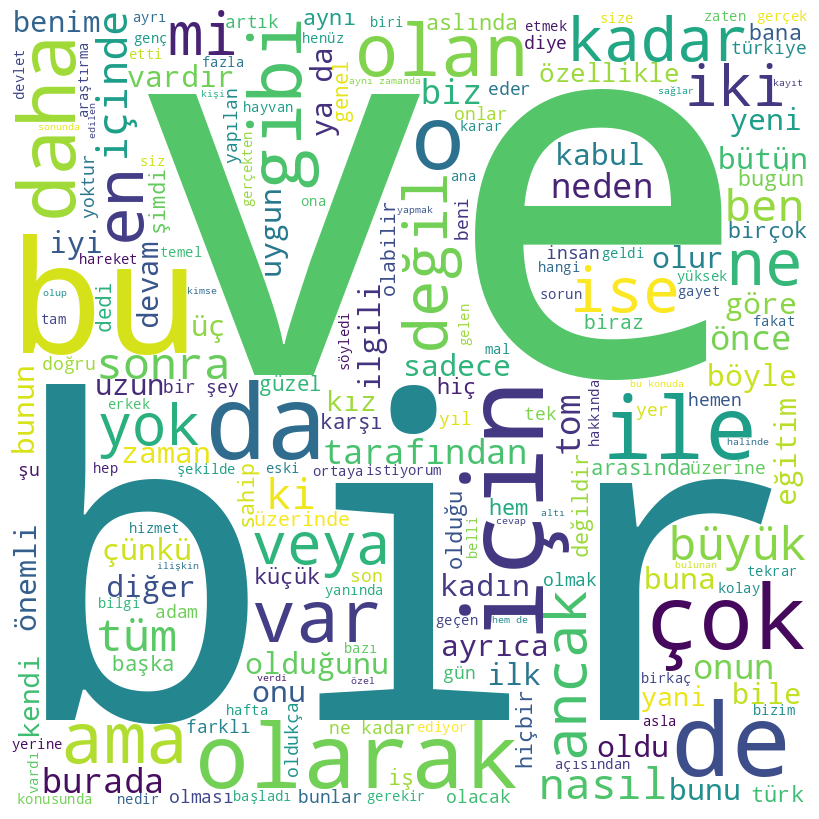 benime
ayrı
mi
artık
aynı
biri
aslında
size
zaten
gerçek
devlet
daha
araştırma
etti
genç
fazla
vardır
içinde
gibi
henüz
diye
etmek
kadar
bana
türkiye
olan
ya da
genel
aynı zamanda
biz
eder
özellikle
sağlar
iki
kayıt
sonunda
edilen
kişi
hayvan
yapılan
onlar
yeni
yoktur
en
siz
şimdi
gerçekten
ona
karar
o
ana
kabul
bütün
bugün
uygun
değil
olabilir
beni
yapmak
neden
ben
iyi
hareket
devam
temel
ve
insan
geldi
olur
birçok
ne
hangi
yüksek
bu
olup
tam
dedi
kimse
ilgili
söyledi
gelen
sorun
ise
gayet
göre
fakat
üç
biraz
önce
doğru
sonra
güzel
sadece
mal
bu konuda
bunun
uzun
bir şey
hiç
böyle
erkek
da
kız
karşı
yıl
için
tek
tom
hakkında
hemen
ile
yer
eğitim
yok
zaman
tarafından
halinde
şu
hep
şekilde
eski
ortaya
istiyorum
arasında
üzerine
bir
ki
sahip
üzerinde
olduğu
belli
hem
cevap
altı
değildir
bulunan
önemli
hizmet
çünkü
veya
büyük
tekrar
ilişkin
diğer
küçük
son
yanında
kadın
hem de
olmak
buna
kolay
bilgi
adam
var
geçen
çok
tüm
ayrıca
ancak
başka
bazı
olduğunu
gün
ilk
birkaç
onun
kendi
verdi
özel
onu
hafta
yani
bile
farklı
ne kadar
ediyor
hiçbir
asla
bizim
yerine
ama
olarak
oldukça
oldu
de
vardı
burada
iş
açısından
nasıl
bunu
türk
konusunda
nedir
olması
başladı
bunlar
gerekir
olacak